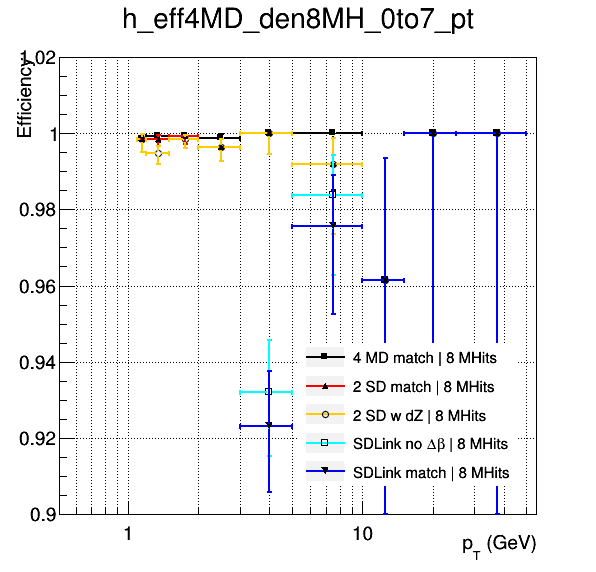 h_eff4MD_den8MH_0to7_pt
Efficiency
1.02
1
0.98
0.96
0.94
0.92
0.9
4 MD match | 8 MHits
2 SD match | 8 MHits
2 SD w dZ | 8 MHits
SDLink no Δβ | 8 MHits
SDLink match | 8 MHits
1
10
p_T (GeV)